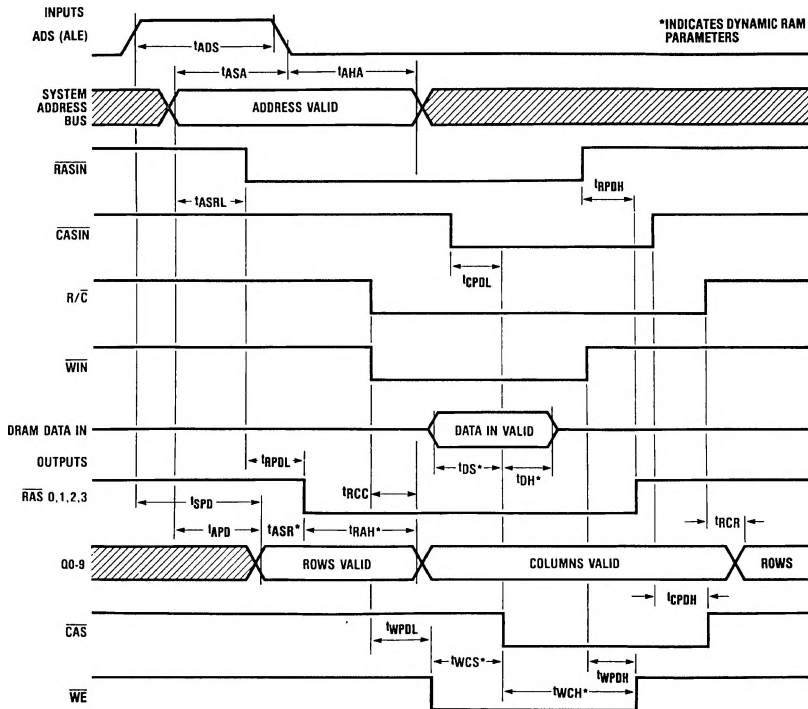 INPUTS
ADS (ALE)
*INDICATES DYNAMIC RAM
PARAMETERS
tADS
tASA
tAHA
SYSTEM
ADDRESS
BUS
ADDRESS VALID
RASIN
tRPDH
tASRL
CASIN
tCPDL
R/C
WIN
DRAM DATA IN
DATA IN VALID
OUTPUTS
tRPDL
tDS*
tDH*
RAS 0,1,2,3
tSPD
tRCC
tAPD
tASR*
tRAH*
tRCR
Q0-9
ROWS VALID
COLUMNS VALID
ROWS
tCPDH
CAS
tWPDL
tWCS*
tWPDH
tWCH*
WE